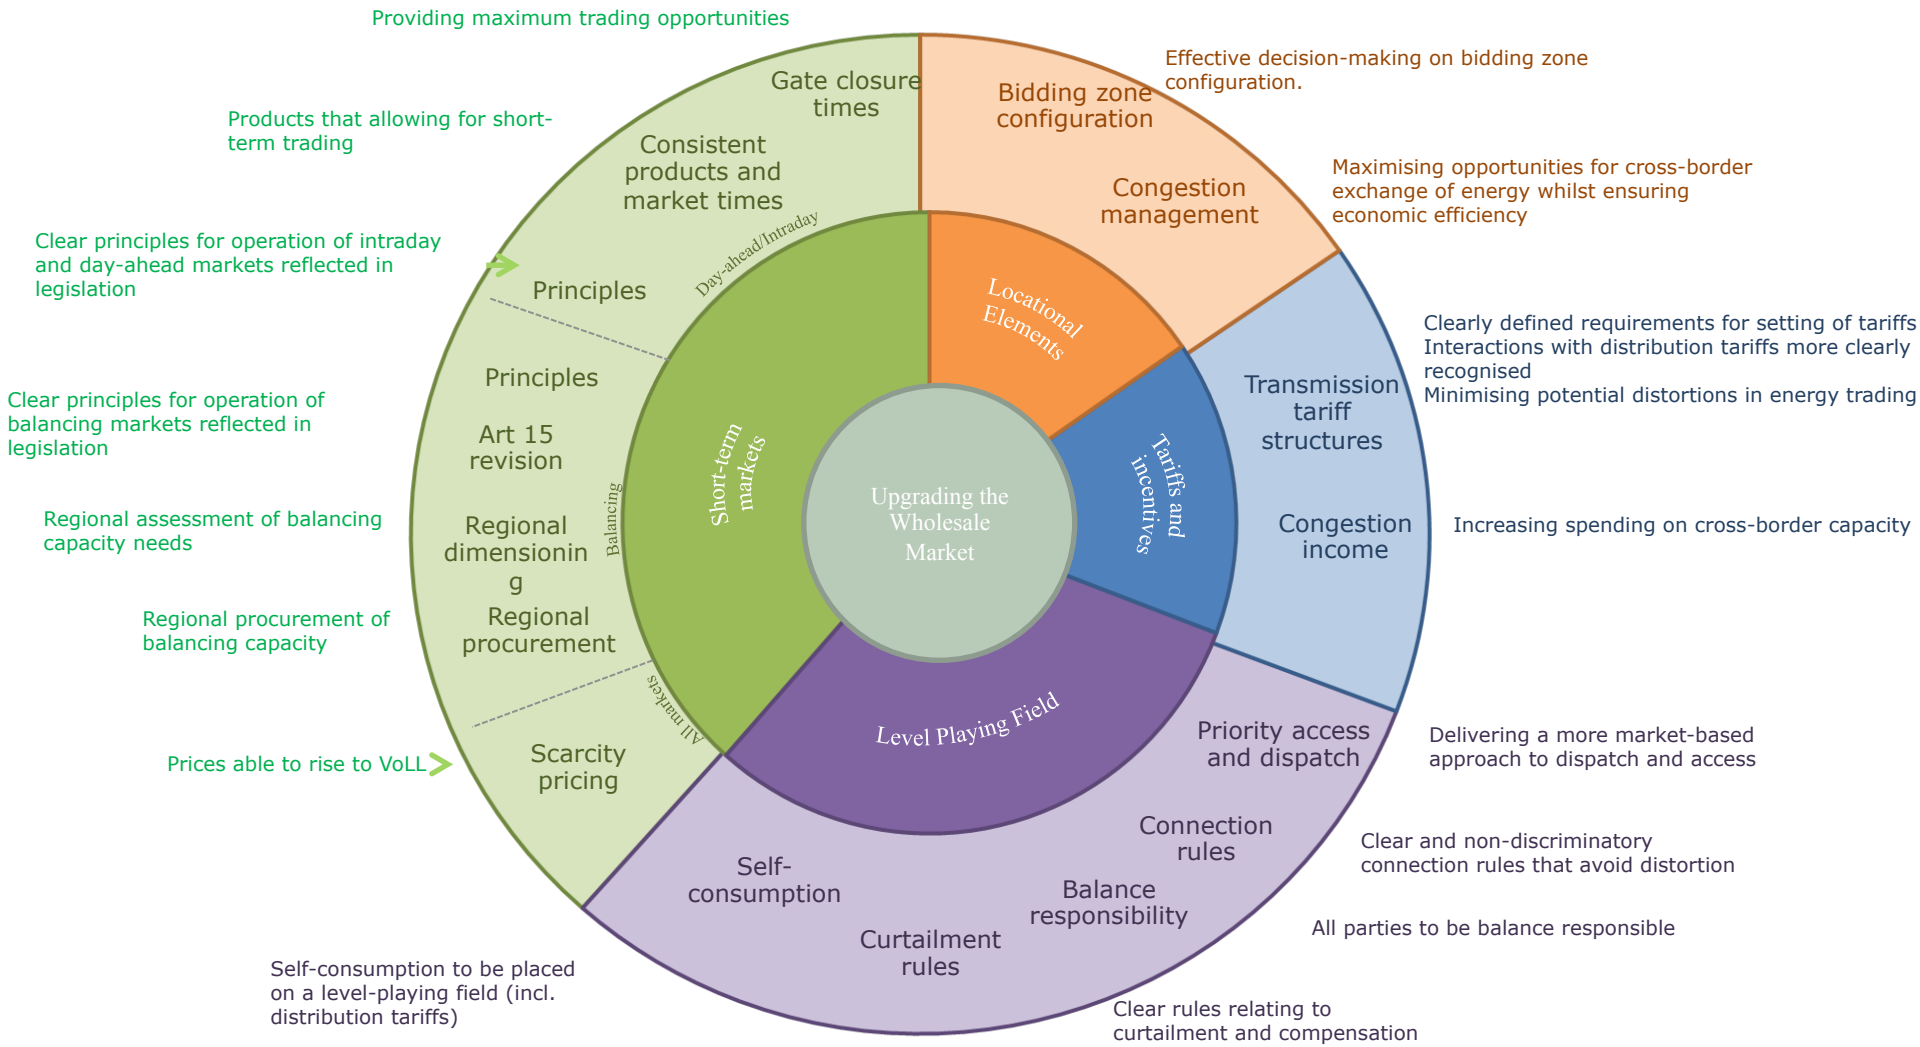 Providing maximum trading opportunities
Gate closure
times
Products that allowing for short-
term trading
Consistent
products and
market times
Day-ahead/Intraday
Clear principles for operation of intraday
and day-ahead markets reflected in
legislation
Principles
Principles
Clear principles for operation of
balancing markets reflected in
legislation
Art 15
revision
Balancing
Short-term
markets
Regional assessment of balancing
capacity needs
Regional
dimensionin
g
Regional procurement of
balancing capacity
Regional
procurement
All markets
Prices able to rise to VoLL
Scarcity
pricing
Effective decision-making on bidding zone
configuration.
Bidding zone
configuration
Maximising opportunities for cross-border
exchange of energy whilst ensuring
economic efficiency
Congestion
management
Locational
Elements
Clearly defined requirements for setting of tariffs
Interactions with distribution tariffs more clearly
recognised
Minimising potential distortions in energy trading
Transmission
tariff
structures
Tariffs and
incentives
Congestion
income
Increasing spending on cross-border capacity
Upgrading the
Wholesale
Market
Level Playing Field
Priority access
and dispatch
Delivering a more market-based
approach to dispatch and access
Connection
rules
Clear and non-discriminatory
connection rules that avoid distortion
Balance
responsibility
All parties to be balance responsible
Curtailment
rules
Clear rules relating to
curtailment and compensation
Self-
consumption
Self-consumption to be placed
on a level-playing field (incl.
distribution tariffs)